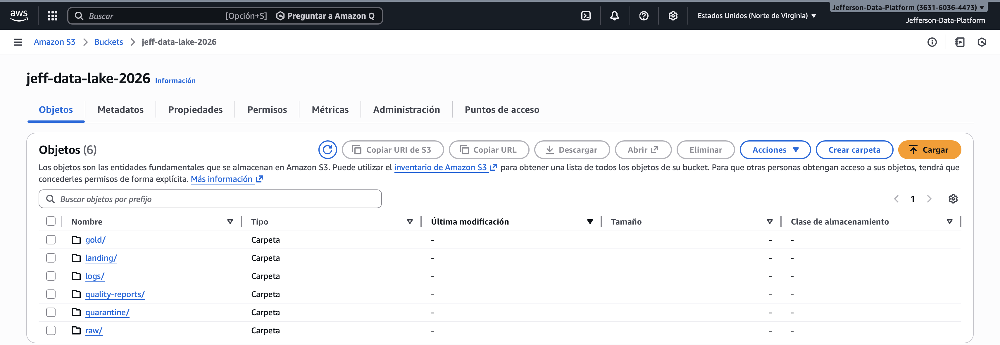 aws
Buscar [Opción+S] Preguntar a Amazon Q
Estados Unidos (Norte de Virginia)
Jefferson-Data-Platform (3631-6036-4473)
Jefferson-Data-Platform
Amazon S3 Buckets jeff-data-lake-2026
jeff-data-lake-2026 Información
Objetos Metadatos Propiedades Permisos Métricas Administración Puntos de acceso
Objetos (6) Copiar URI de S3 Copiar URL Descargar Abrir Eliminar Acciones Crear carpeta Cargar
Los objetos son las entidades fundamentales que se almacenan en Amazon S3. Puede utilizar el inventario de Amazon S3 para obtener una lista de todos los objetos de su bucket. Para que otras personas obtengan acceso a sus objetos, tendrá que
concederles permisos de forma explícita. Más información
Buscar objetos por prefijo 1
Nombre Tipo Última modificación Tamaño Clase de almacenamiento
gold/ Carpeta - - -
landing/ Carpeta - - -
logs/ Carpeta - - -
quality-reports/ Carpeta - - -
quarantine/ Carpeta - - -
raw/ Carpeta - - -